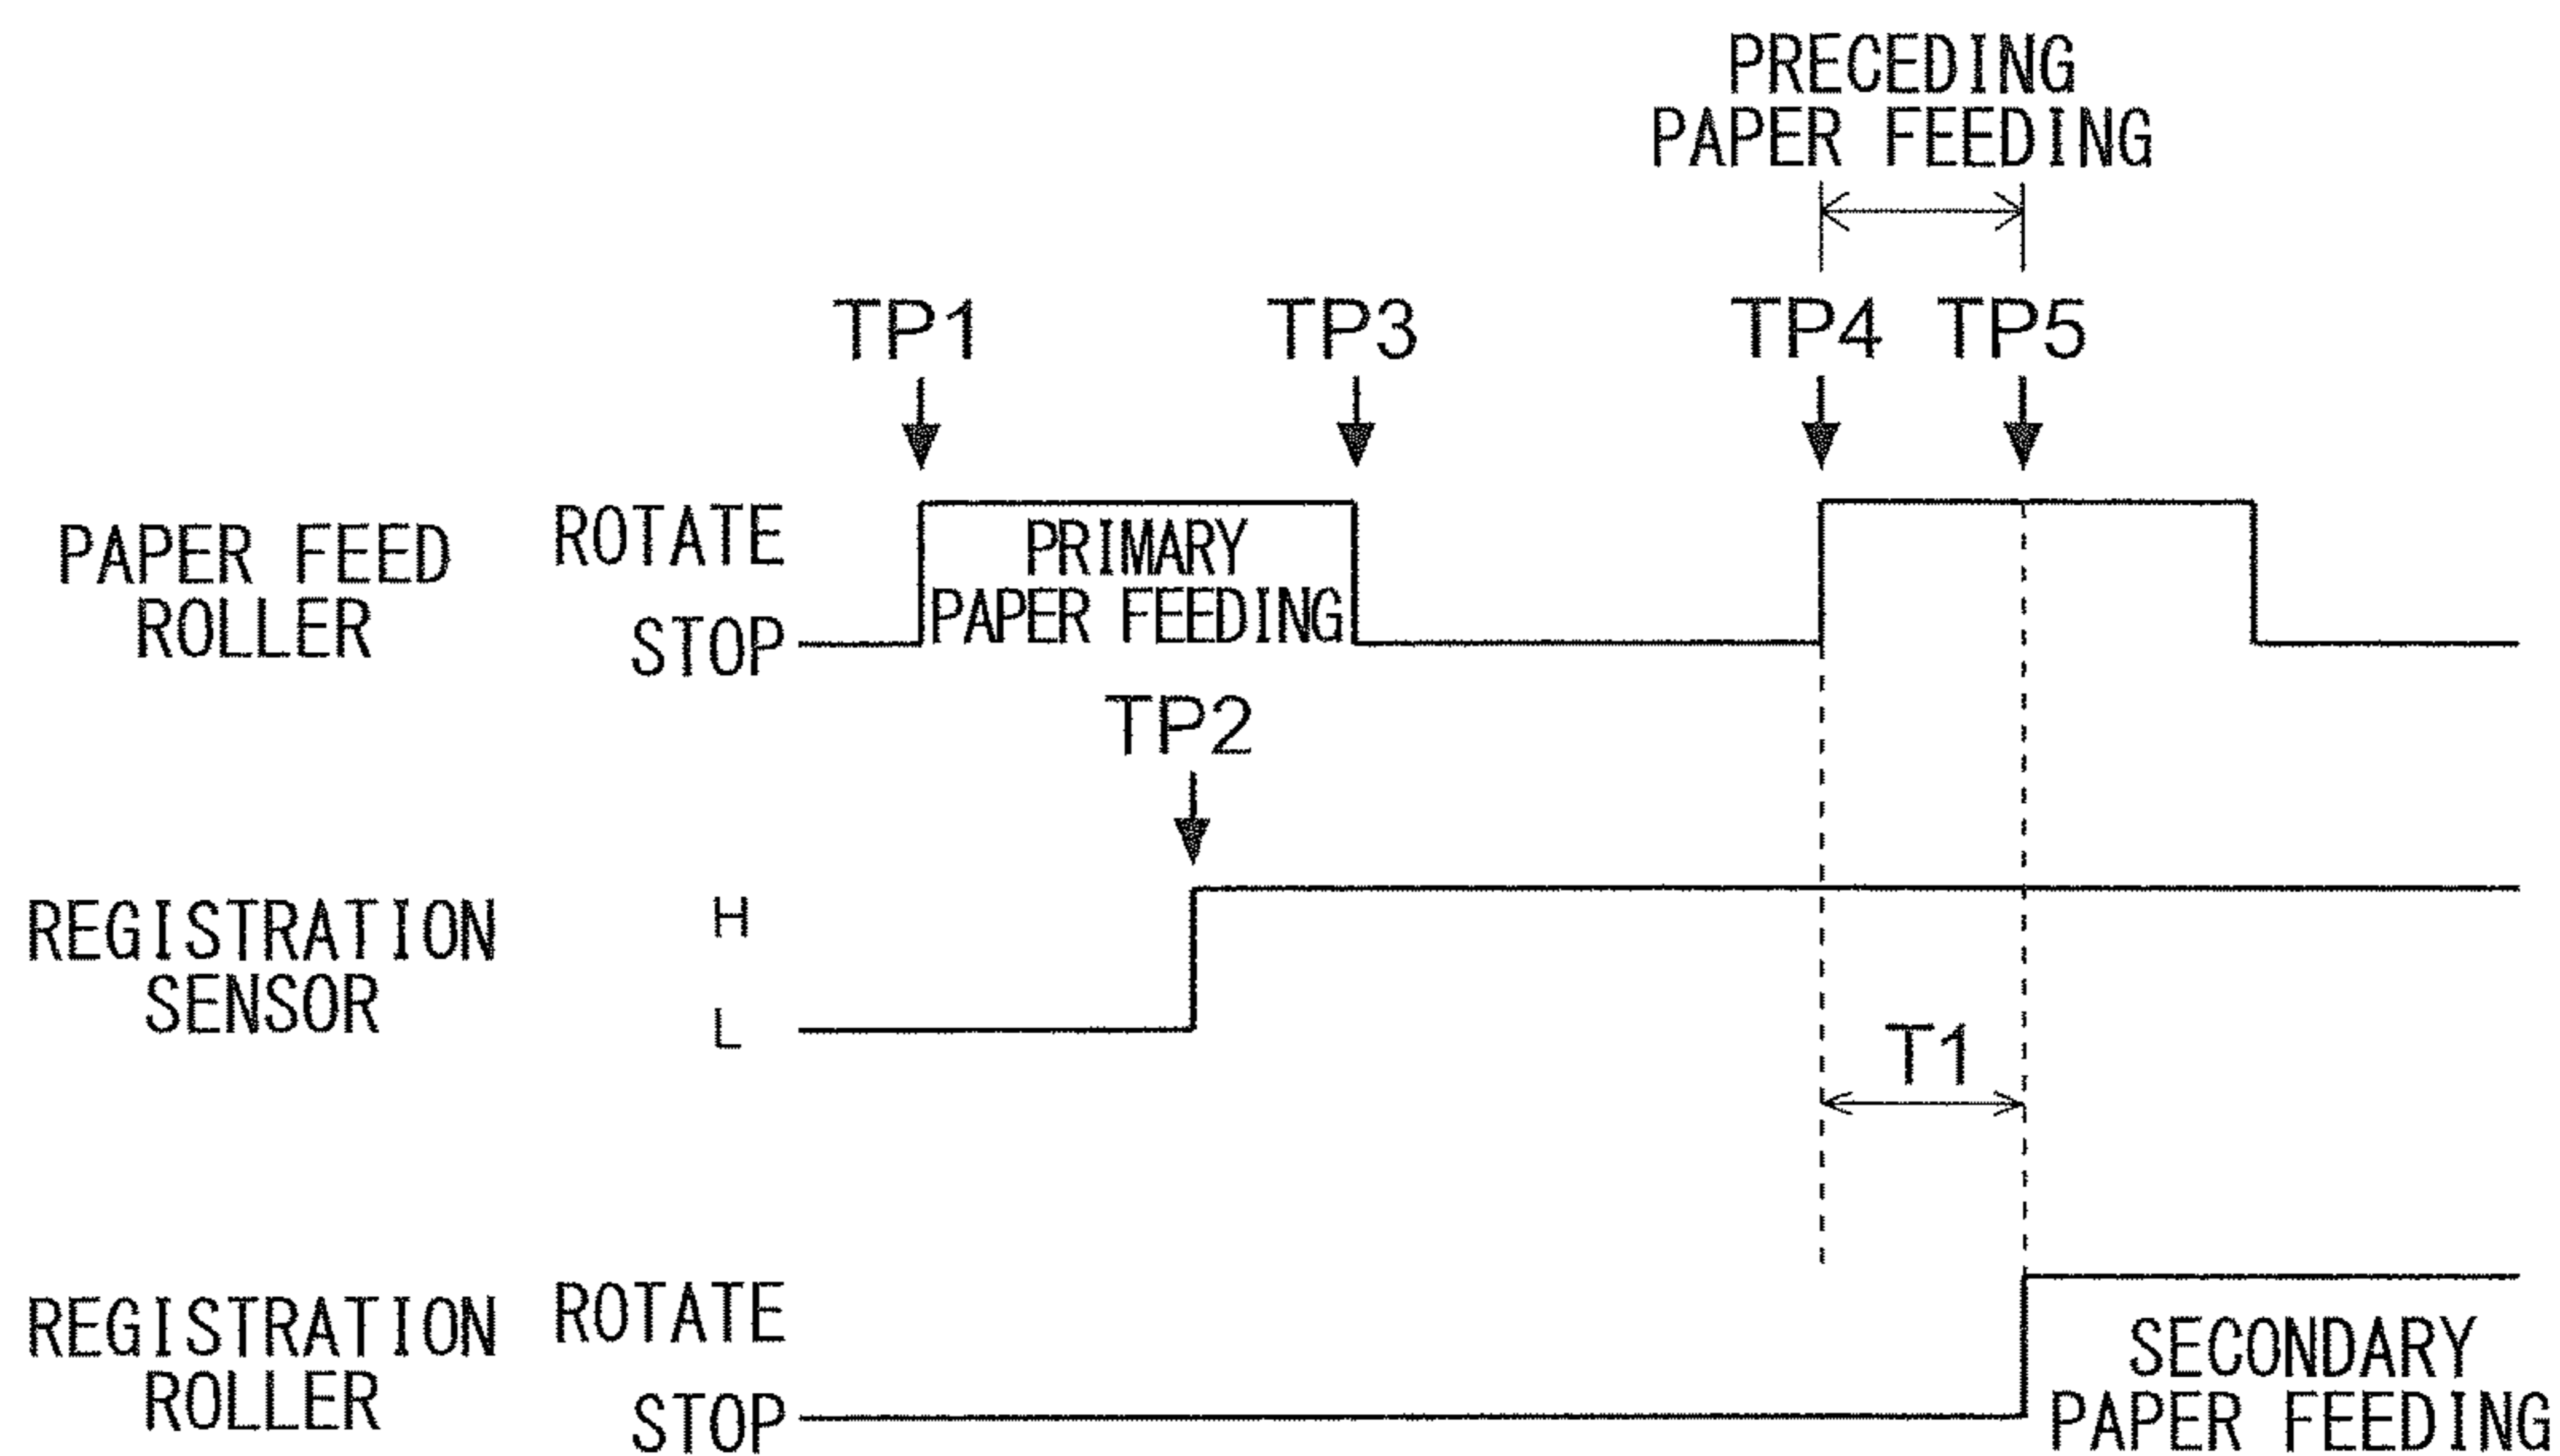 PRECEDING
PAPER FEEDING
TP1
TP3
TP4
TP5
PAPER FEED
ROLLER
ROTATE
STOP
PRIMARY
PAPER FEEDING
TP2
REGISTRATION
SENSOR
H
L
T1
REGISTRATION
ROLLER
ROTATE
STOP
SECONDARY
PAPER FEEDING